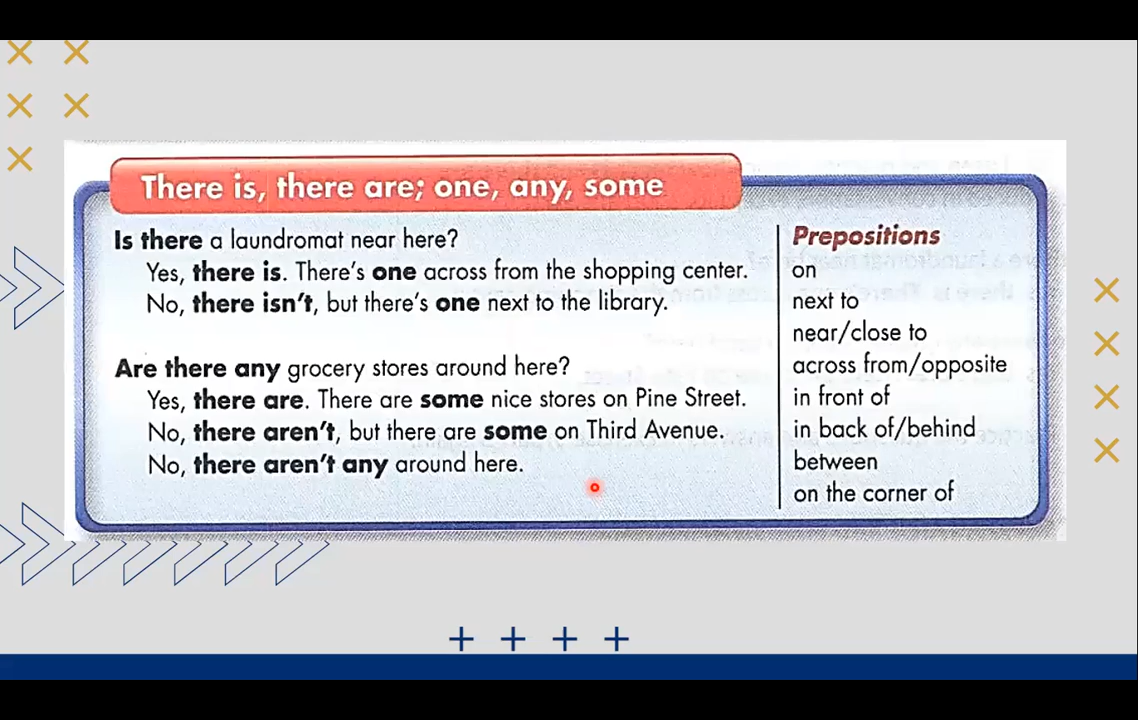 There is, there are; one, any, some
Is there a laundromat near here?
Yes, there is. There's one across from the shopping center.
No, there isn't, but there's one next to the library.
Are there any grocery stores around here?
Yes, there are. There are some nice stores on Pine Street.
No, there aren't, but there are some on Third Avenue.
No, there aren't any around here.
Prepositions
on
next to
near/close to
across from/opposite
in front of
in back of/behind
between
on the corner of